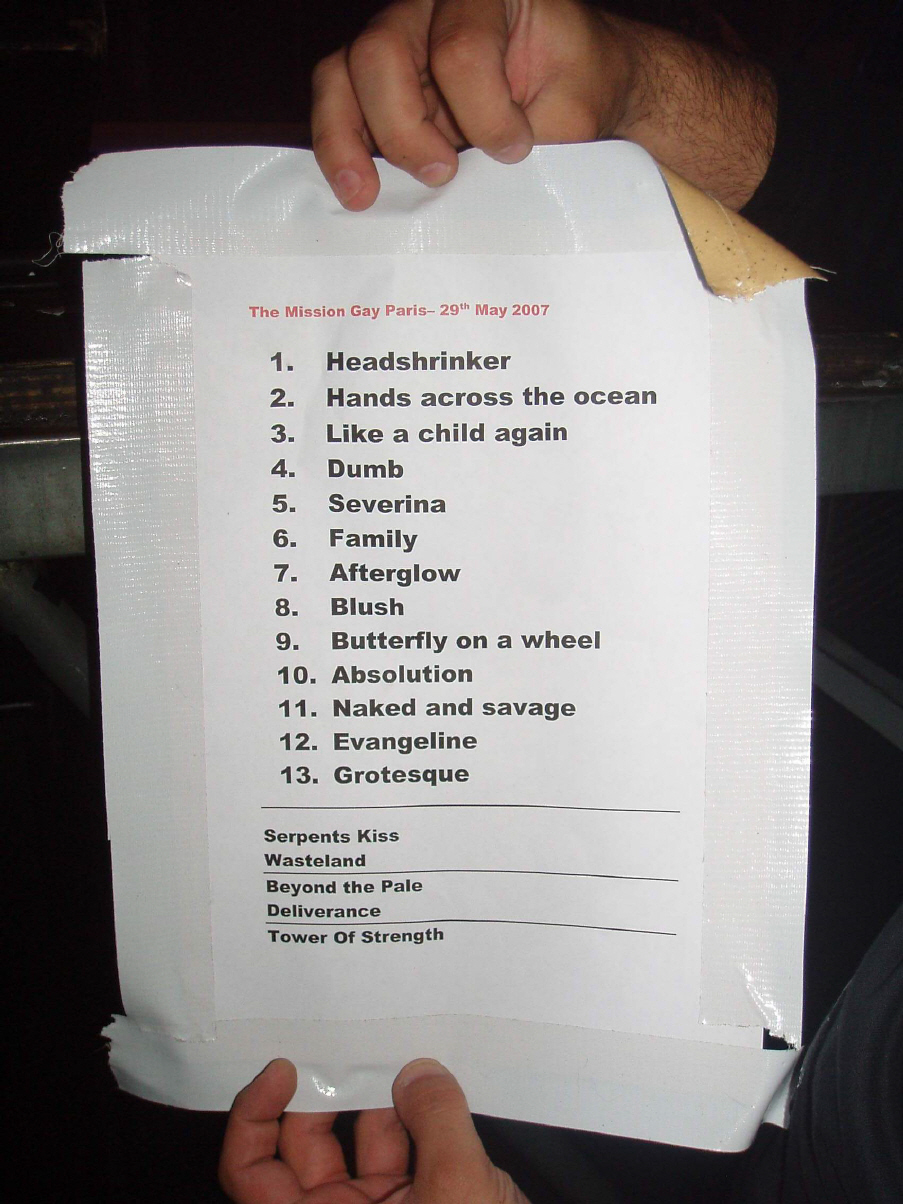 The Mission Gay Paris– 29th May 2007
1. Headshrinker
2. Hands across the ocean
3. Like a child again
4. Dumb
5. Severina
6. Family
7. Afterglow
8. Blush
9. Butterfly on a wheel
10. Absolution
11. Naked and savage
12. Evangeline
13. Grotesque
Serpents Kiss
Wasteland
Beyond the Pale
Deliverance
Tower Of Strength